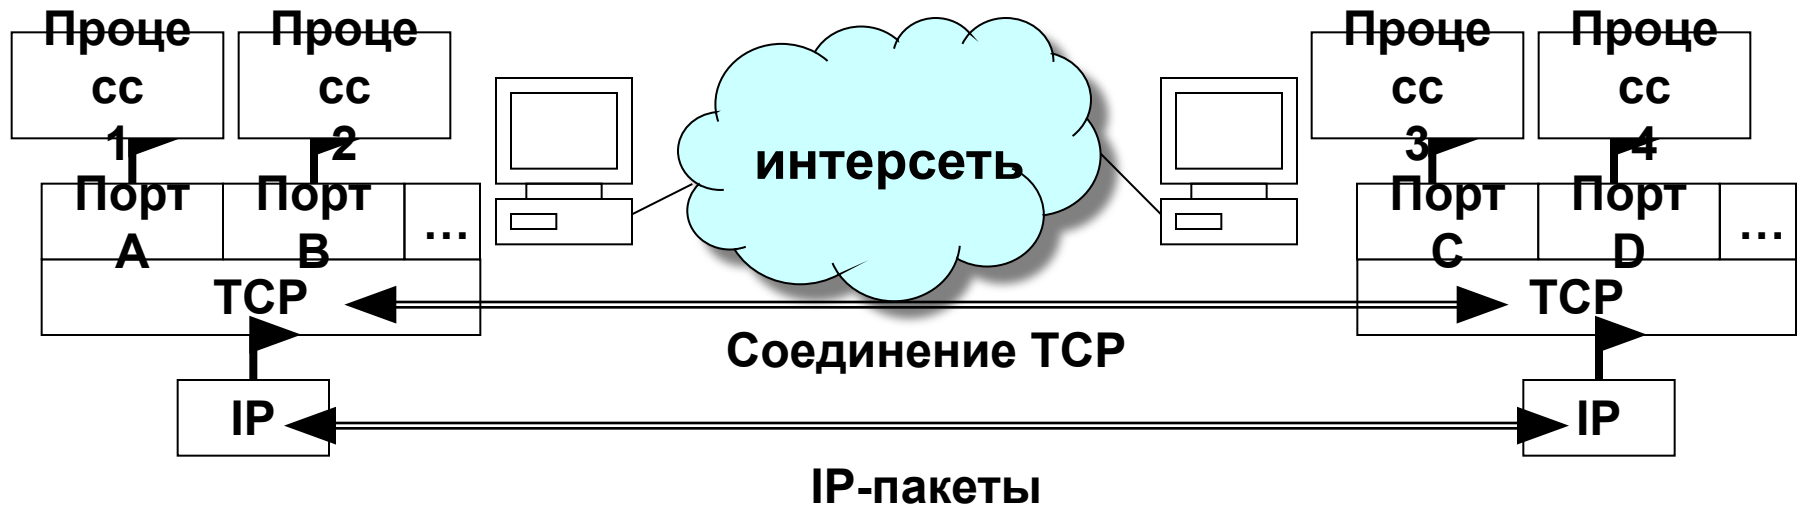 Проце
сс
1
Проце
сс
2
Порт
A
Порт
B
...
TCP
IP
интерсеть
Соединение TCP
IP-пакеты
Проце
сс
3
Проце
сс
4
Порт
C
Порт
D
...
TCP
IP